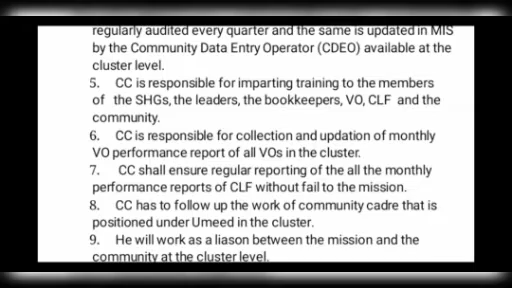 regularly audited every quarter and the same is updated in MIS
by the Community Data Entry Operator (CDEO) available at the
cluster level.
5. CC is responsible for imparting training to the members
of the SHGs, the leaders, the bookkeepers, VO, CLF and the
community.
6. CC is responsible for collection and updation of monthly
VO performance report of all VOs in the cluster.
7. CC shall ensure regular reporting of the all the monthly
performance reports of CLF without fail to the mission.
8. CC has to follow up the work of community cadre that is
positioned under Umeed in the cluster.
9. He will work as a liason between the mission and the
community at the cluster level.